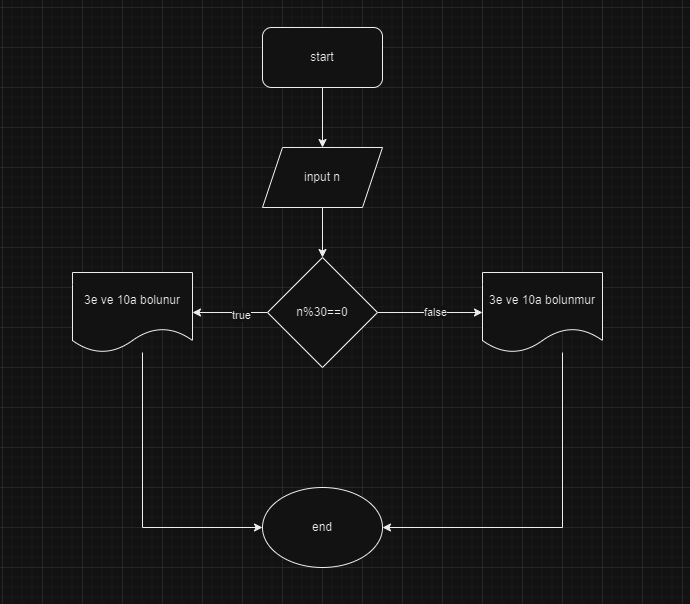 start
input n
3e ve 10a bolunur
true
n%30==0
false
3e ve 10a bolunmur
end